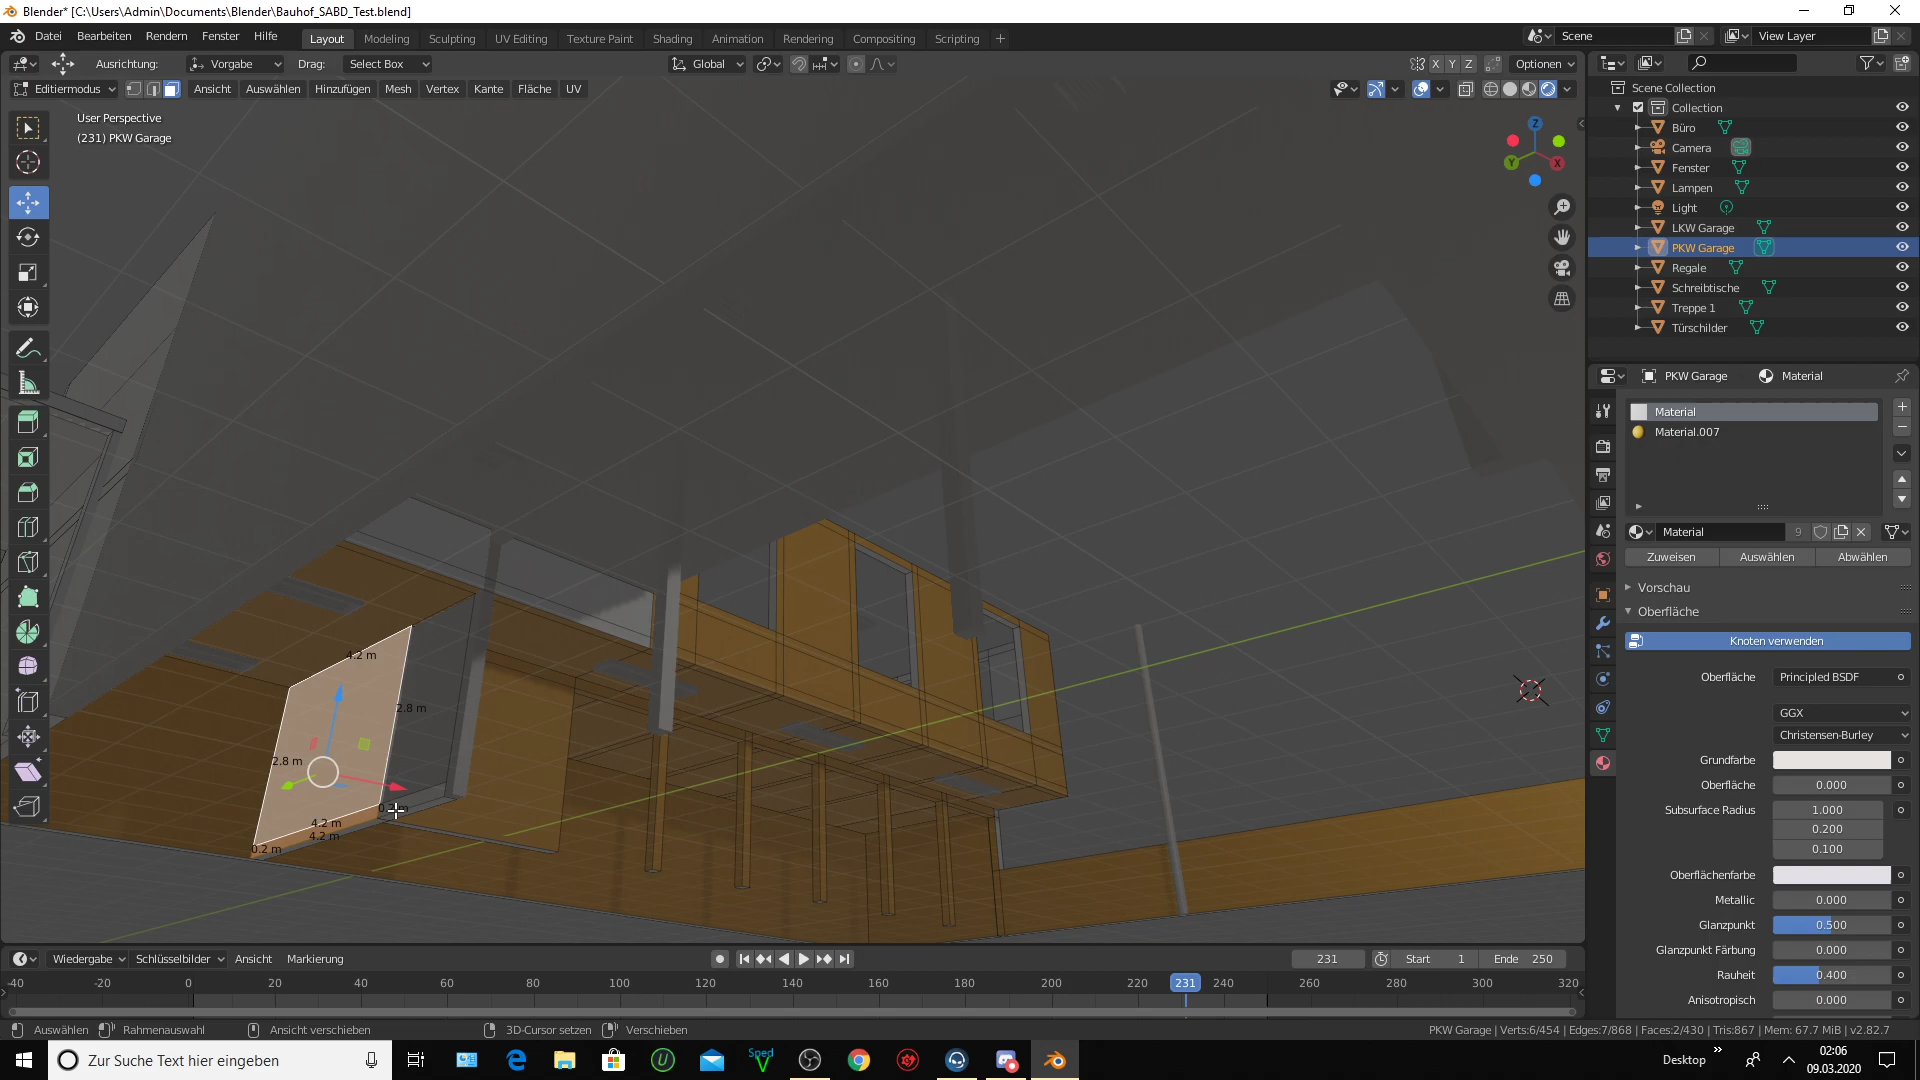 Blender* [C:\Users\Admin\Documents\Blender\Bauhof_SABD_Test.blend]
Datei Bearbeiten Rendern Fenster Hilfe Layout Modeling Sculpting UV Editing Texture Paint Shading Animation Rendering Compositing Scripting + Scene View Layer
Ausrichtung: Vorgabe Drag: Select Box Global X Y Z Optionen
Editiermodus Ansicht Auswählen Hinzufügen Mesh Vertex Kante Fläche UV
User Perspective
(231) PKW Garage
Z
Y X
4.2 m
2.8 m
2.8 m
4.2 m
4.2 m
0.2 m
Scene Collection
Collection
Büro
Camera
Fenster
Lampen
Light
LKW Garage
PKW Garage
Regale
Schreibtische
Treppe 1
Türschilder
PKW Garage Material
Material
Material.007
Material 9
Zuweisen Auswählen Abwählen
Vorschau
Oberfläche
Knoten verwenden
Oberfläche Principled BSDF
GGX
Christensen-Burley
Grundfarbe
Oberfläche 0.000
Subsurface Radius 1.000
0.200
0.100
Oberflächenfarbe
Metallic 0.000
Glanzpunkt 0.500
Glanzpunkt Färbung 0.000
Rauheit 0.400
Anisotropisch 0.000
Wiedergabe Schlüsselbilder Ansicht Markierung 231 Start 1 Ende 250
-40 -20 0 20 40 60 80 100 120 140 160 180 200 220 231 240 260 280 300 320
Auswählen Rahmenauswahl Ansicht verschieben 3D-Cursor setzen Verschieben PKW Garage | Verts:6/454 | Edges:7/868 | Faces:2/430 | Tris:867 | Mem: 67.7 MiB | v2.82.7
Zur Suche Text hier eingeben Sped V Desktop 02:06
09.03.2020